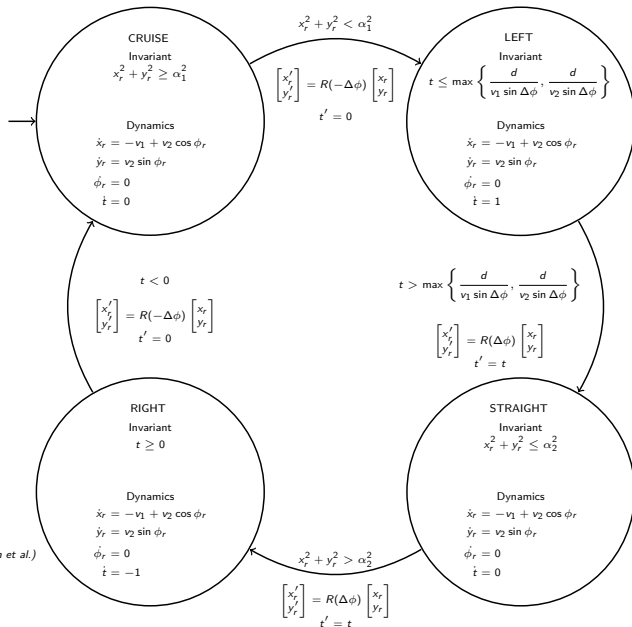 CRUISE
Invariant
x_r^2 + y_r^2 ≥ α_1^2
Dynamics
ẋ_r = −v_1 + v_2 cos ϕ_r
ẏ_r = v_2 sin ϕ_r
ϕ̇_r = 0
ṫ = 0
x_r^2 + y_r^2 < α_1^2
[x_r′ y_r′] = R(−Δϕ) [x_r y_r]
t′ = 0
LEFT
Invariant
t ≤ max { d / (v_1 sin Δϕ) , d / (v_2 sin Δϕ) }
Dynamics
ẋ_r = −v_1 + v_2 cos ϕ_r
ẏ_r = v_2 sin ϕ_r
ϕ̇_r = 0
ṫ = 1
t > max { d / (v_1 sin Δϕ) , d / (v_2 sin Δϕ) }
[x_r′ y_r′] = R(Δϕ) [x_r y_r]
t′ = t
STRAIGHT
Invariant
x_r^2 + y_r^2 ≤ α_2^2
Dynamics
ẋ_r = −v_1 + v_2 cos ϕ_r
ẏ_r = v_2 sin ϕ_r
ϕ̇_r = 0
ṫ = 0
x_r^2 + y_r^2 > α_2^2
[x_r′ y_r′] = R(Δϕ) [x_r y_r]
t′ = t
RIGHT
Invariant
t ≥ 0
Dynamics
ẋ_r = −v_1 + v_2 cos ϕ_r
ẏ_r = v_2 sin ϕ_r
ϕ̇_r = 0
ṫ = −1
t < 0
[x_r′ y_r′] = R(−Δϕ) [x_r y_r]
t′ = 0
et al.)